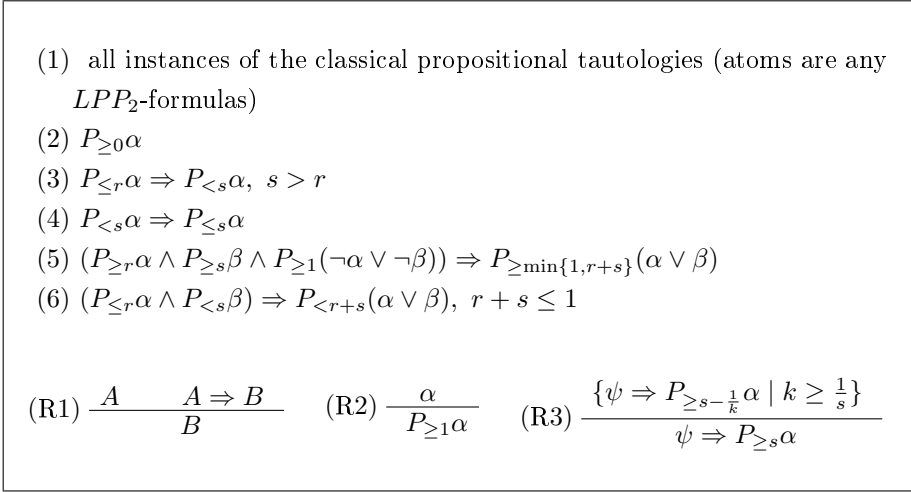 (1) all instances of the classical propositional tautologies (atoms are any
LPP₂-formulas)
(2) P≥0α
(3) P≤rα ⇒ P<sα, s > r
(4) P<sα ⇒ P≤sα
(5) (P≥rα ∧ P≥sβ ∧ P≥1(¬α ∨ ¬β)) ⇒ P≥min{1,r+s}(α ∨ β)
(6) (P≤rα ∧ P<sβ) ⇒ P<r+s(α ∨ β), r + s ≤ 1
(R1) A A ⇒ B / B (R2) α / P≥1α (R3) {ψ ⇒ P≥s−1/kα | k ≥ 1/s} / ψ ⇒ P≥sα